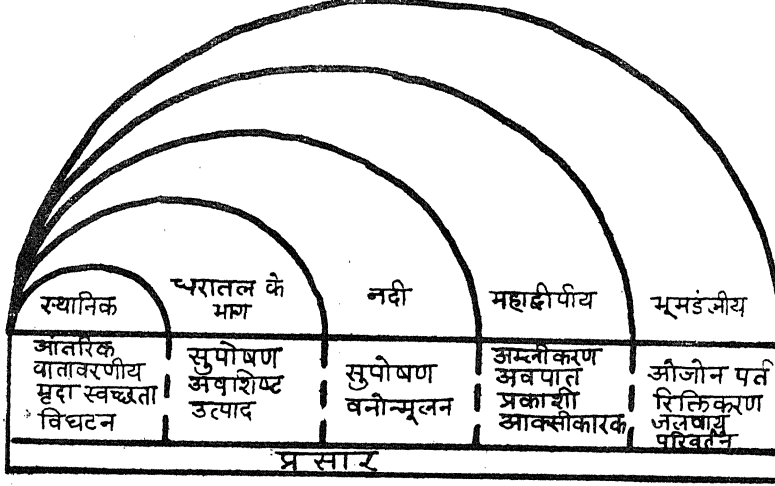 स्थानिक
धरातल के
भाग
नदी
महाद्वीपीय
भूमंडलीय
आंतरिक
वातावरणीय
मृदा स्वच्छता
विघटन
सुपोषण
अवशिष्ट
उत्पाद
सुपोषण
वनोन्मूलन
अम्लीकरण
अवपात
प्रकाशी
आक्सीकारक
ओजोन पर्त
रिक्तिकरण
जलवायु
परिवर्तन
प्रसार